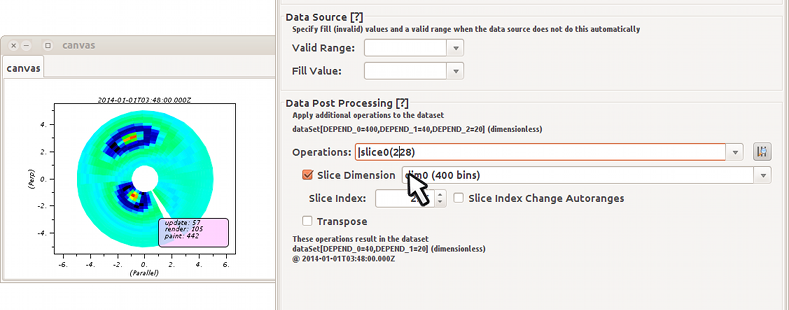 canvas
canvas
2014-01-01T03:48:00.000Z
4.
2.
0.
-2.
-4.
(Perp)
-6.
-4.
-2.
0.
2.
4.
6.
(Parallel)
update: 57
render: 105
paint: 442
Data Source [?]
Specify fill (invalid) values and a valid range when the data source does not do this automatically
Valid Range:
Fill Value:
Data Post Processing [?]
Apply additional operations to the dataset
dataSet[DEPEND_0=400,DEPEND_1=40,DEPEND_2=20] (dimensionless)
Operations: |slice0(228)
Slice Dimension dim0 (400 bins)
Slice Index: Slice Index Change Autoranges
Transpose
These operations result in the dataset
dataSet[DEPEND_0=40,DEPEND_1=20] (dimensionless)
@ 2014-01-01T03:48:00.000Z